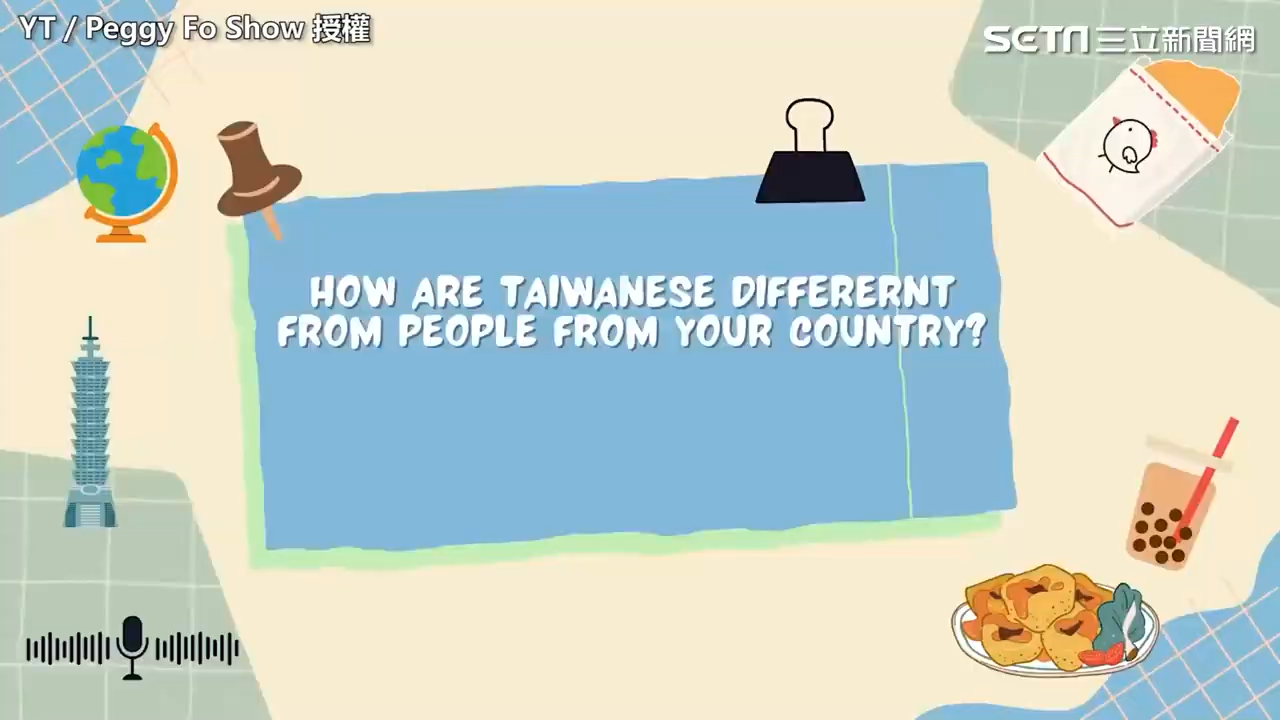 YT / Peggy Fo Show 授權
SETN三立新聞網
HOW ARE TAIWANESE DIFFERERNT
FROM PEOPLE FROM YOUR COUNTRY?